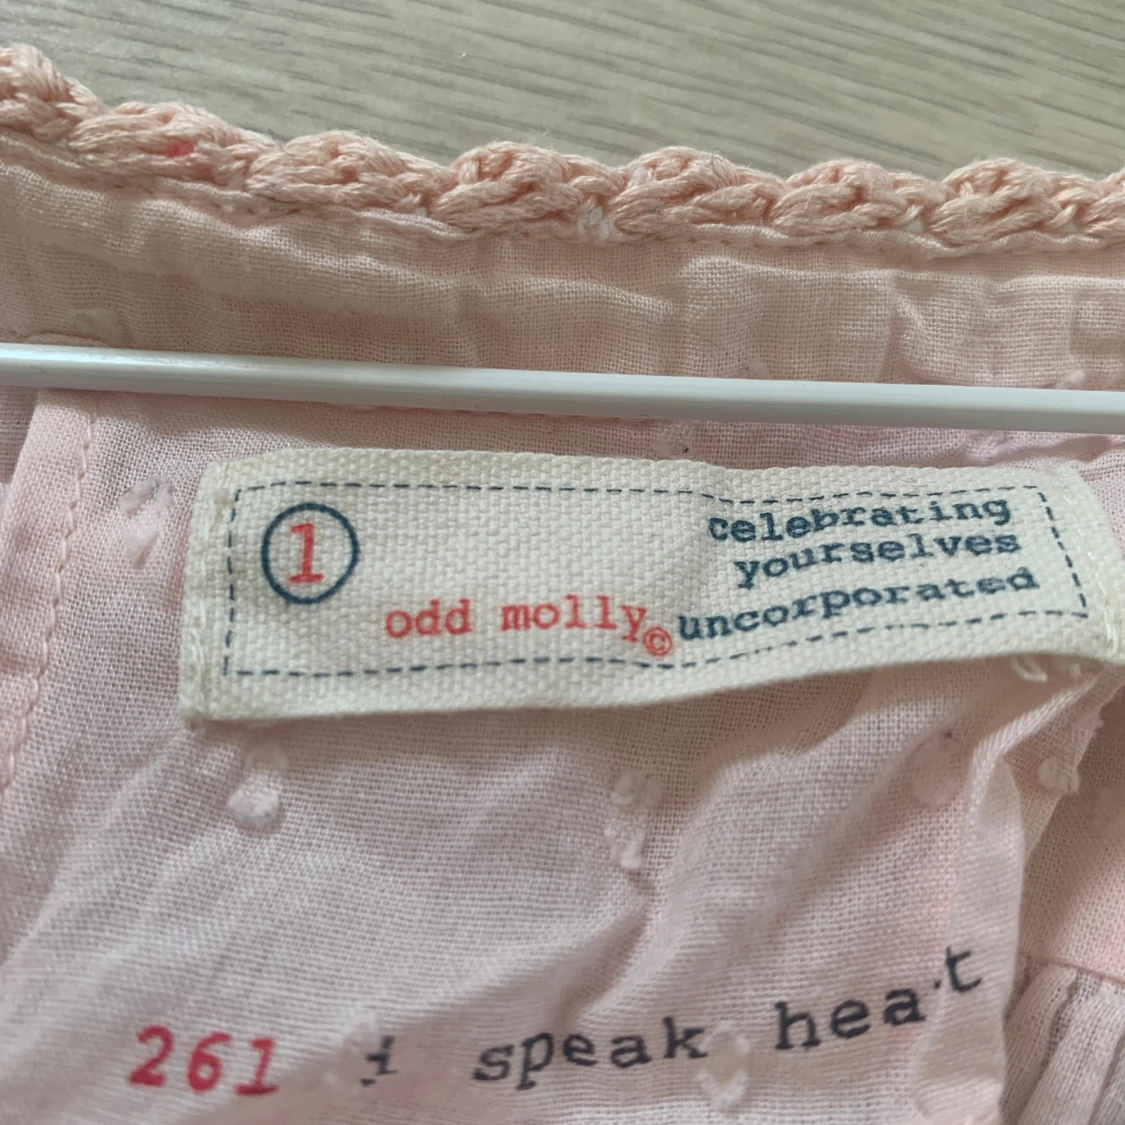 1
Celebrating
yourselves
odd molly© uncorporated
261 i speak heat